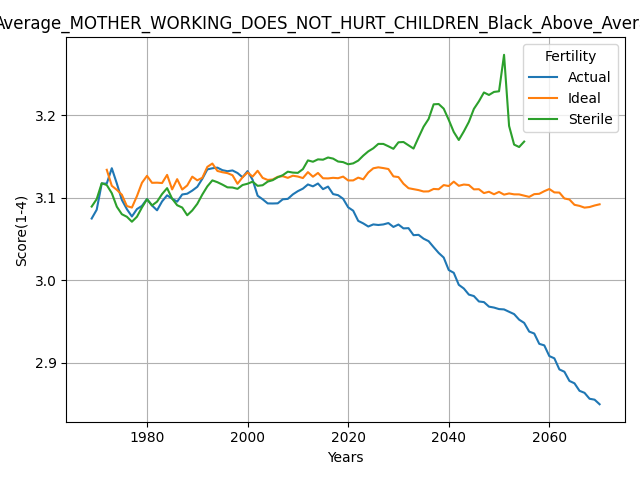 Average_MOTHER_WORKING_DOES_NOT_HURT_CHILDREN_Black_Above_Aver
Fertility
Actual
Ideal
Sterile
3.2
3.1
3.0
2.9
Score(1-4)
1980 2000 2020 2040 2060
Years